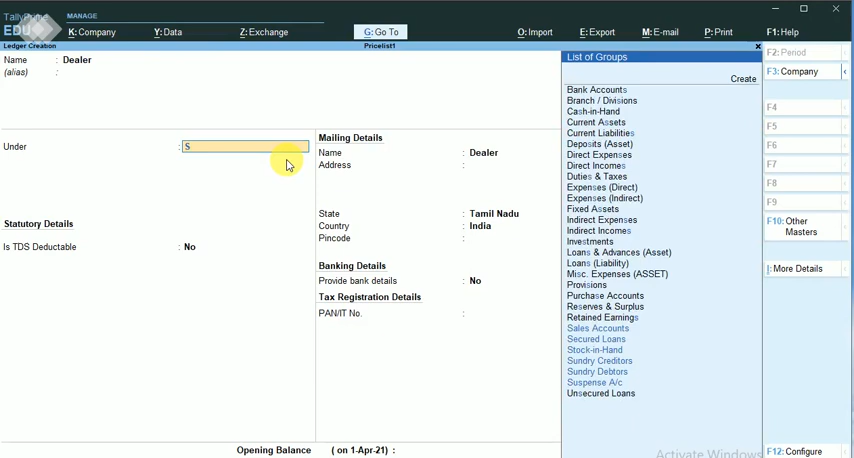 TallyPrime
EDU
MANAGE
K: Company
Y: Data
Z: Exchange
G: Go To
O: Import
E: Export
M: E-mail
P: Print
F1: Help
Ledger Creation
Pricelist1
Name : Dealer
(alias) :
Under : S
Statutory Details
Is TDS Deductable : No
Mailing Details
Name : Dealer
Address :
State : Tamil Nadu
Country : India
Pincode :
Banking Details
Provide bank details : No
Tax Registration Details
PAN/IT No. :
Opening Balance ( on 1-Apr-21) :
List of Groups
Create
Bank Accounts
Branch / Divisions
Cash-in-Hand
Current Assets
Current Liabilities
Deposits (Asset)
Direct Expenses
Direct Incomes
Duties & Taxes
Expenses (Direct)
Expenses (Indirect)
Fixed Assets
Indirect Expenses
Indirect Incomes
Investments
Loans & Advances (Asset)
Loans (Liability)
Misc. Expenses (ASSET)
Provisions
Purchase Accounts
Reserves & Surplus
Retained Earnings
Sales Accounts
Secured Loans
Stock-in-Hand
Sundry Creditors
Sundry Debtors
Suspense A/c
Unsecured Loans
F2: Period
F3: Company
F4
F5
F6
F7
F8
F9
F10: Other
Masters
I: More Details
F12: Configure
Activate Windows